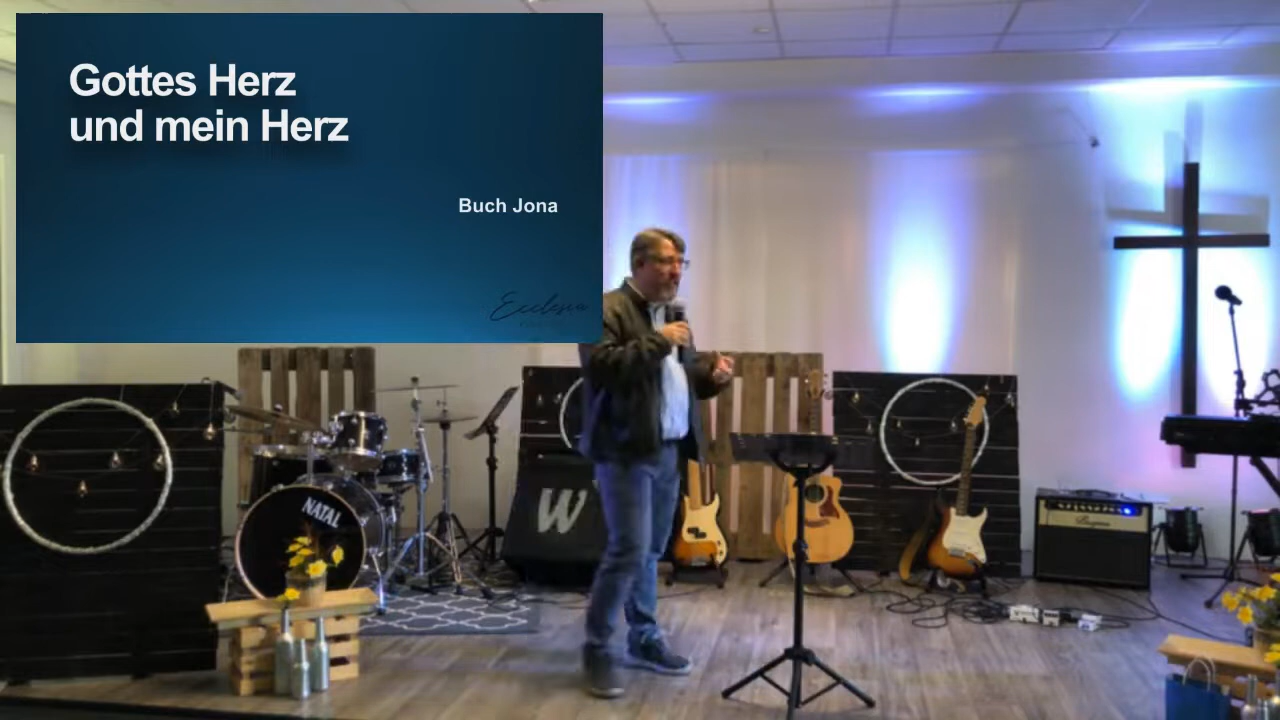 Gottes Herz
und mein Herz
Buch Jona
Ecclesia
NATAL
W